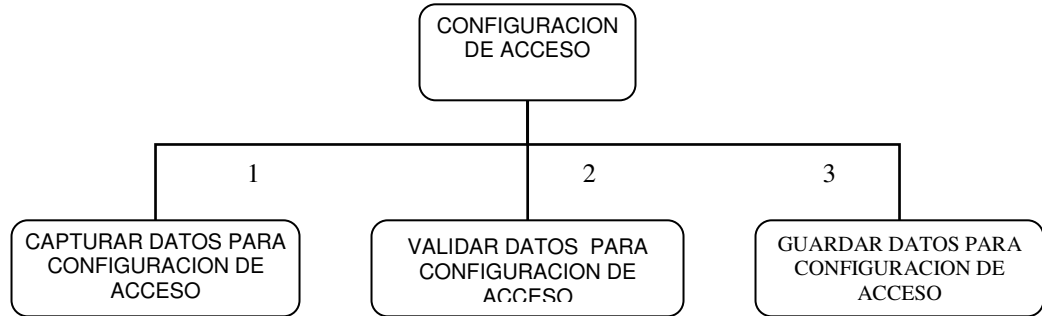 CONFIGURACION
DE ACCESO
1
2
3
CAPTURAR DATOS PARA
CONFIGURACION DE
ACCESO
VALIDAR DATOS PARA
CONFIGURACION DE
ACCESO
GUARDAR DATOS PARA
CONFIGURACION DE
ACCESO